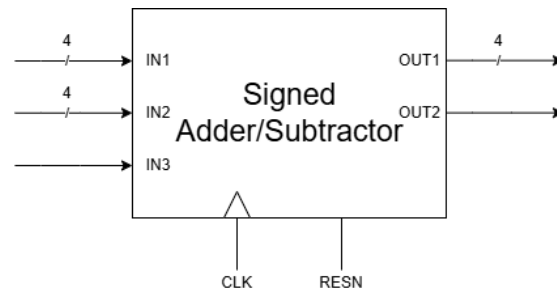 4
4
4
IN1
OUT1
Signed
IN2
OUT2
Adder/Subtractor
IN3
CLK
RESN